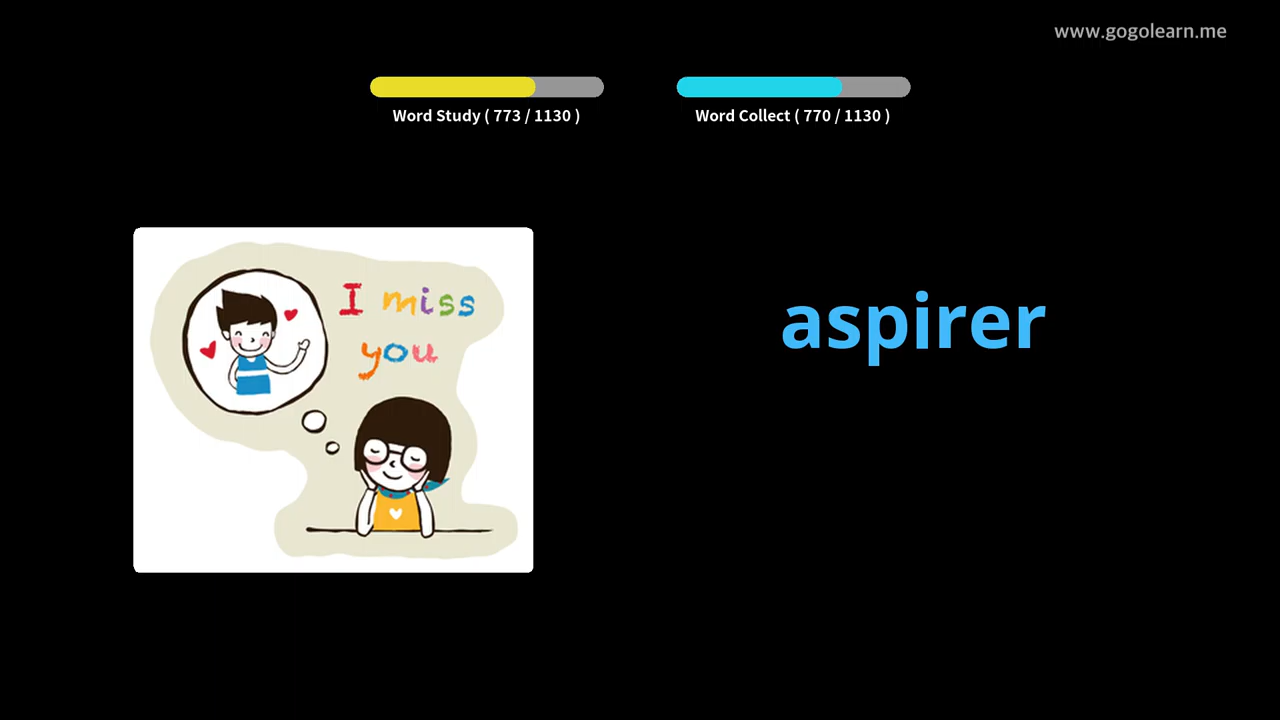 www.gogolearn.me
Word Study ( 773 / 1130 )
Word Collect ( 770 / 1130 )
I miss
you
aspirer